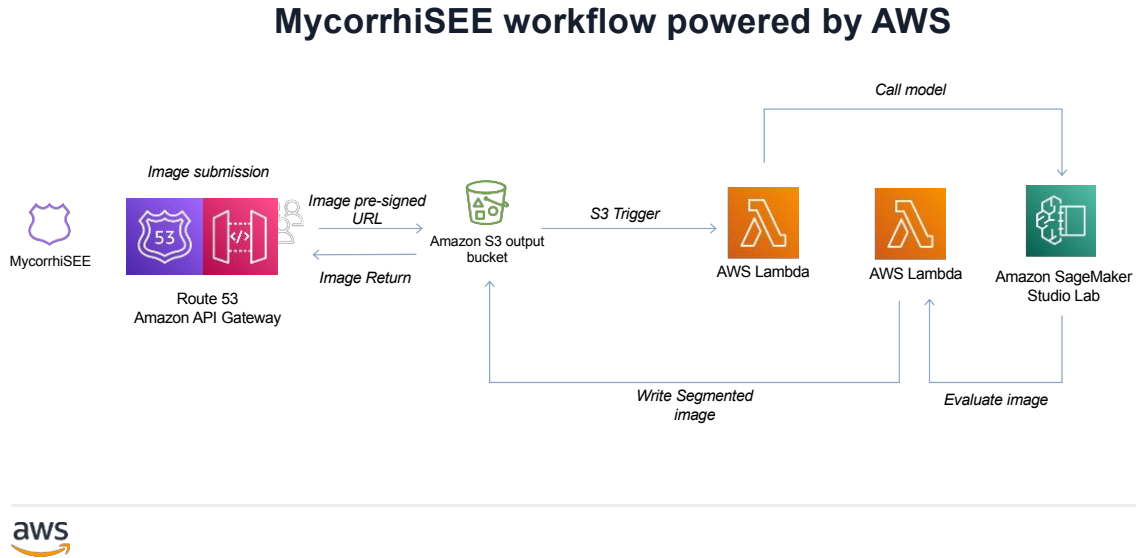 MycorrhiSEE workflow powered by AWS
Call model
Image submission
Image pre-signed
URL
S3 Trigger
53
</>
MycorrhiSEE
Amazon S3 output
bucket
Image Return
AWS Lambda
AWS Lambda
Amazon SageMaker
Studio Lab
Route 53
Amazon API Gateway
Write Segmented
image
Evaluate image
aws